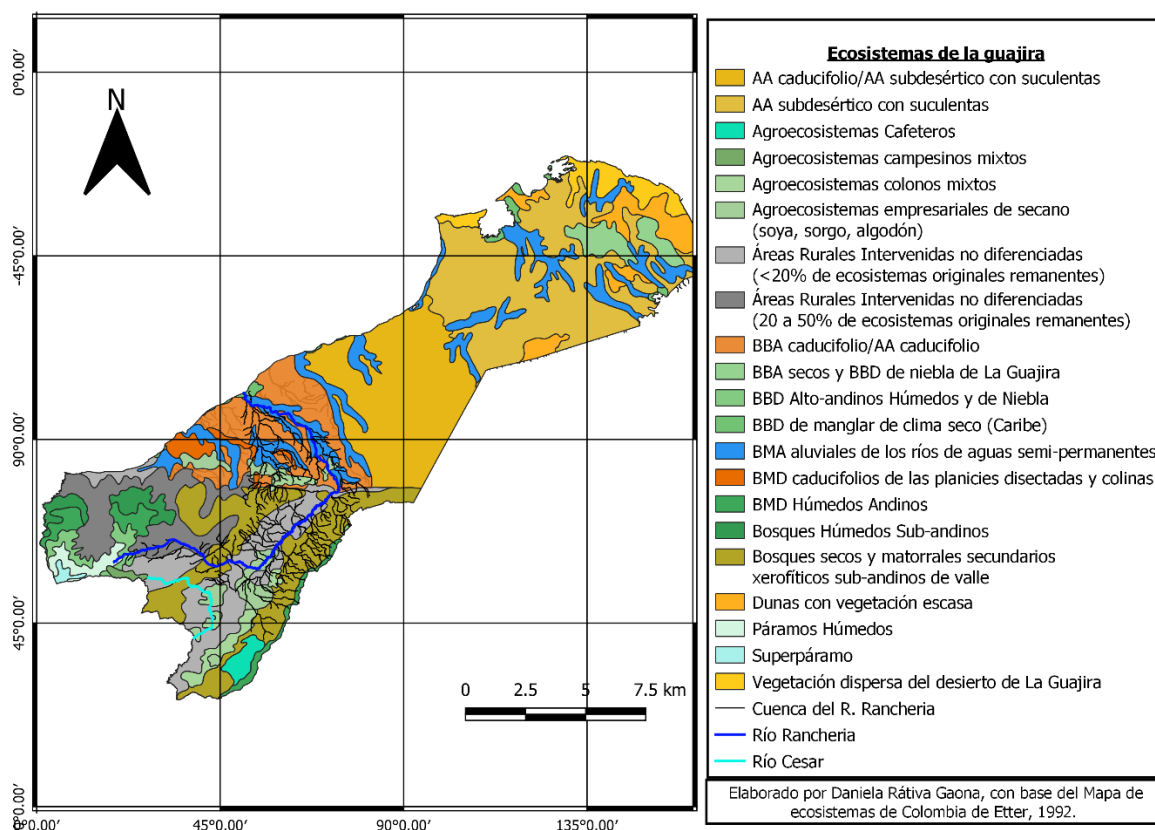 0°0.00'
-45°0.00'
90°0.00'
45°0.00'
0°0.00'
N
0 2.5 5 7.5 km
0°0.00' 45°0.00' 90°0.00' 135°0.00'
Ecosistemas de la guajira
AA caducifolio/AA subdesértico con suculentas
AA subdesértico con suculentas
Agroecosistemas Cafeteros
Agroecosistemas campesinos mixtos
Agroecosistemas colonos mixtos
Agroecosistemas empresariales de secano
(soya, sorgo, algodón)
Áreas Rurales Intervenidas no diferenciadas
(<20% de ecosistemas originales remanentes)
Áreas Rurales Intervenidas no diferenciadas
(20 a 50% de ecosistemas originales remanentes)
BBA caducifolio/AA caducifolio
BBA secos y BBD de niebla de La Guajira
BBD Alto-andinos Húmedos y de Niebla
BBD de manglar de clima seco (Caribe)
BMA aluviales de los ríos de aguas semi-permanentes
BMD caducifolios de las planicies disectadas y colinas
BMD Húmedos Andinos
Bosques Húmedos Sub-andinos
Bosques secos y matorrales secundarios
xerofíticos sub-andinos de valle
Dunas con vegetación escasa
Páramos Húmedos
Superpáramo
Vegetación dispersa del desierto de La Guajira
Cuenca del R. Rancheria
Río Rancheria
Río Cesar
Elaborado por Daniela Rátiva Gaona, con base del Mapa de
ecosistemas de Colombia de Etter, 1992.